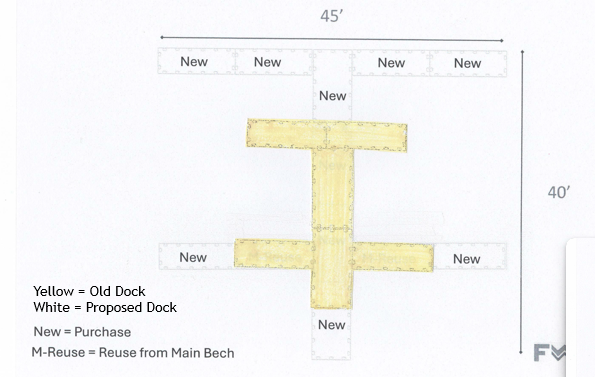 45’
New New New New
New
40’
New New
Yellow = Old Dock
White = Proposed Dock
New
New = Purchase
M-Reuse = Reuse from Main Bech
F